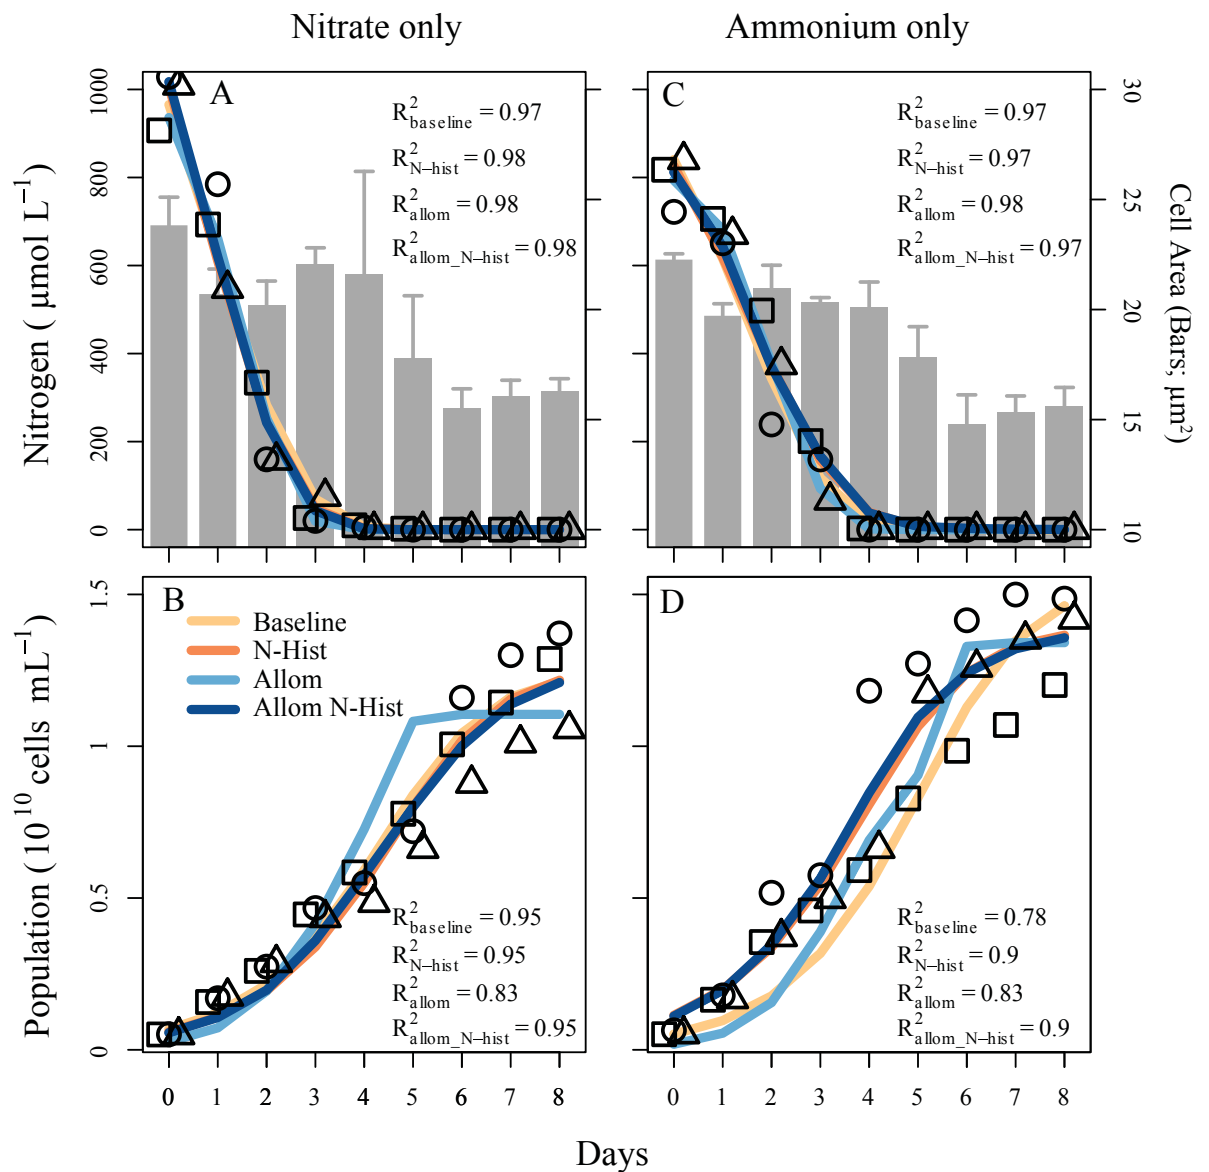 Nitrate only
Ammonium only
Nitrogen ( μmol L−1)
1000
800
600
400
200
0
A
R2baseline = 0.97
R2N−hist = 0.98
R2allom = 0.98
R2allom_N−hist = 0.98
C
R2baseline = 0.97
R2N−hist = 0.97
R2allom = 0.98
R2allom_N−hist = 0.97
30
25
20
15
10
Cell Area (Bars; μm2)
Population ( 10 10 cells mL−1)
1.5
1
0.5
0
B
Baseline
N-Hist
Allom
Allom N-Hist
R2baseline = 0.95
R2N−hist = 0.95
R2allom = 0.83
R2allom_N−hist = 0.95
D
R2baseline = 0.78
R2N−hist = 0.9
R2allom = 0.83
R2allom_N−hist = 0.9
0 1 2 3 4 5 6 7 8
0 1 2 3 4 5 6 7 8
Days